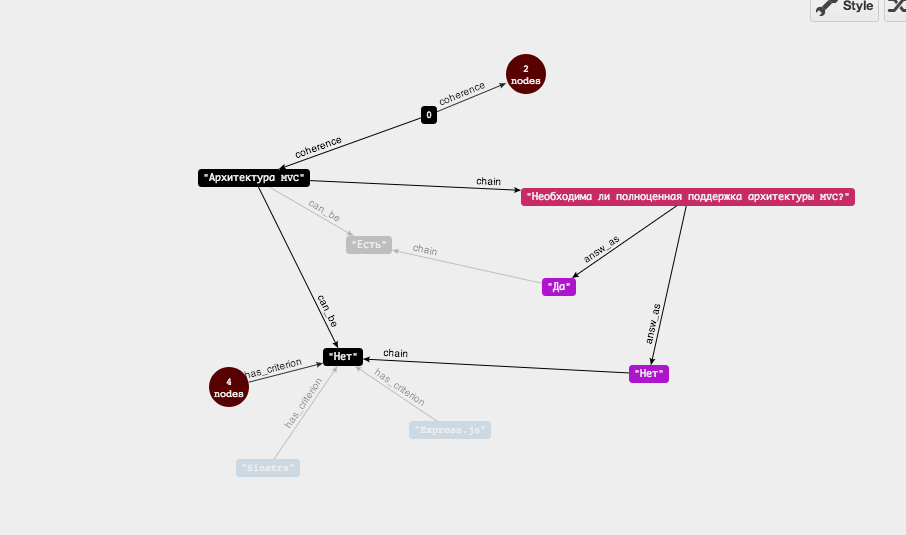 Style
2
nodes
coherence
0
coherence
"Архитектура MVC"
chain
"Необходима ли полноценная поддержка архитектуры MVC?"
can_be
"Есть"
chain
answ_as
"Да"
can_be
answ_as
"Нет"
chain
"Нет"
has_criterion
4
nodes
has_criterion
has_criterion
"Express.js"
"Sinatra"